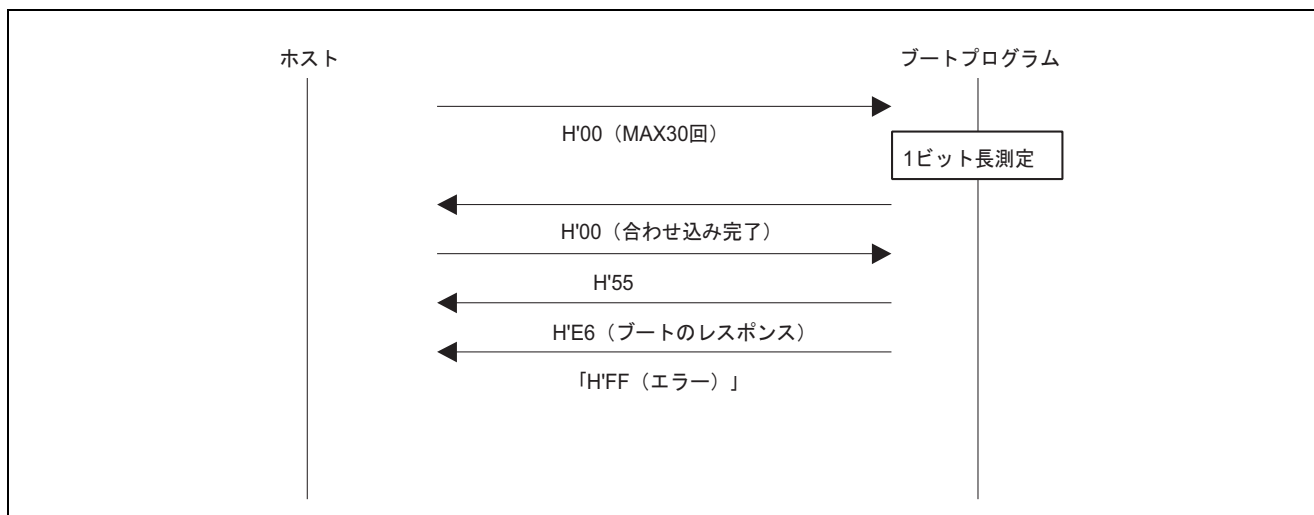 ホスト
ブートプログラム
H'00（MAX30回）
1ビット長測定
H'00（合わせ込み完了）
H'55
H'E6（ブートのレスポンス）
「H'FF（エラー）」